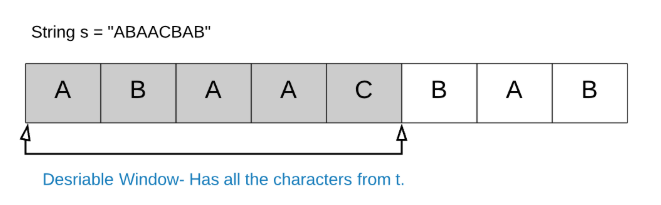 String s = "ABAACBAB"
A B A A C B A B
Desriable Window- Has all the characters from t.